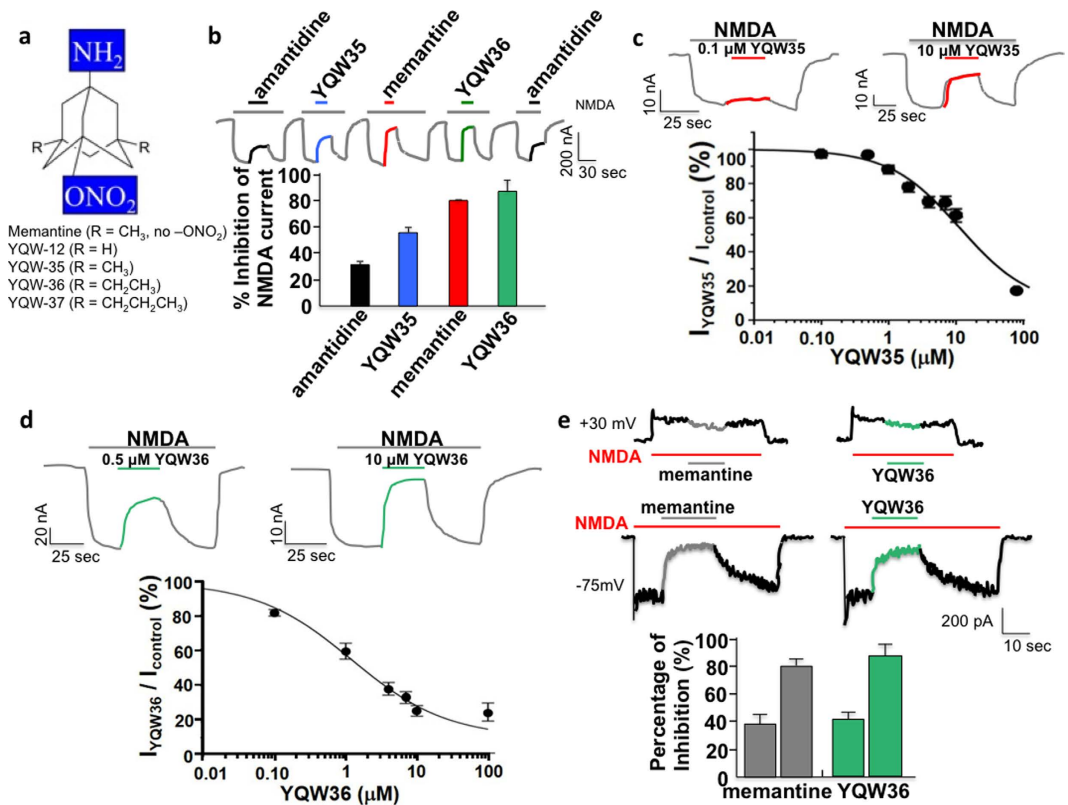 a
NH2
R
R
ONO2
Memantine (R = CH3, no –ONO2)
YQW-12 (R = H)
YQW-35 (R = CH3)
YQW-36 (R = CH2CH3)
YQW-37 (R = CH2CH2CH3)
b
amantidine
YQW35
memantine
YQW36
amantidine
NMDA
200 nA
30 sec
% Inhibition of
NMDA current
100
80
60
40
20
0
amantidine
YQW35
memantine
YQW36
c
NMDA
0.1 µM YQW35
10 nA
25 sec
NMDA
10 µM YQW35
10 nA
25 sec
IYQW35 / Icontrol (%)
100
80
60
40
20
0
0.01
0.10
1
10
100
YQW35 (µM)
d
NMDA
0.5 µM YQW36
20 nA
25 sec
NMDA
10 µM YQW36
10 nA
25 sec
IYQW36 / Icontrol (%)
100
80
60
40
20
0
0.01
0.10
1
10
100
YQW36 (µM)
e
+30 mV
NMDA
memantine
YQW36
NMDA
memantine
YQW36
-75mV
200 pA
10 sec
Percentage of
Inhibition (%)
100
80
60
40
20
0
memantine YQW36